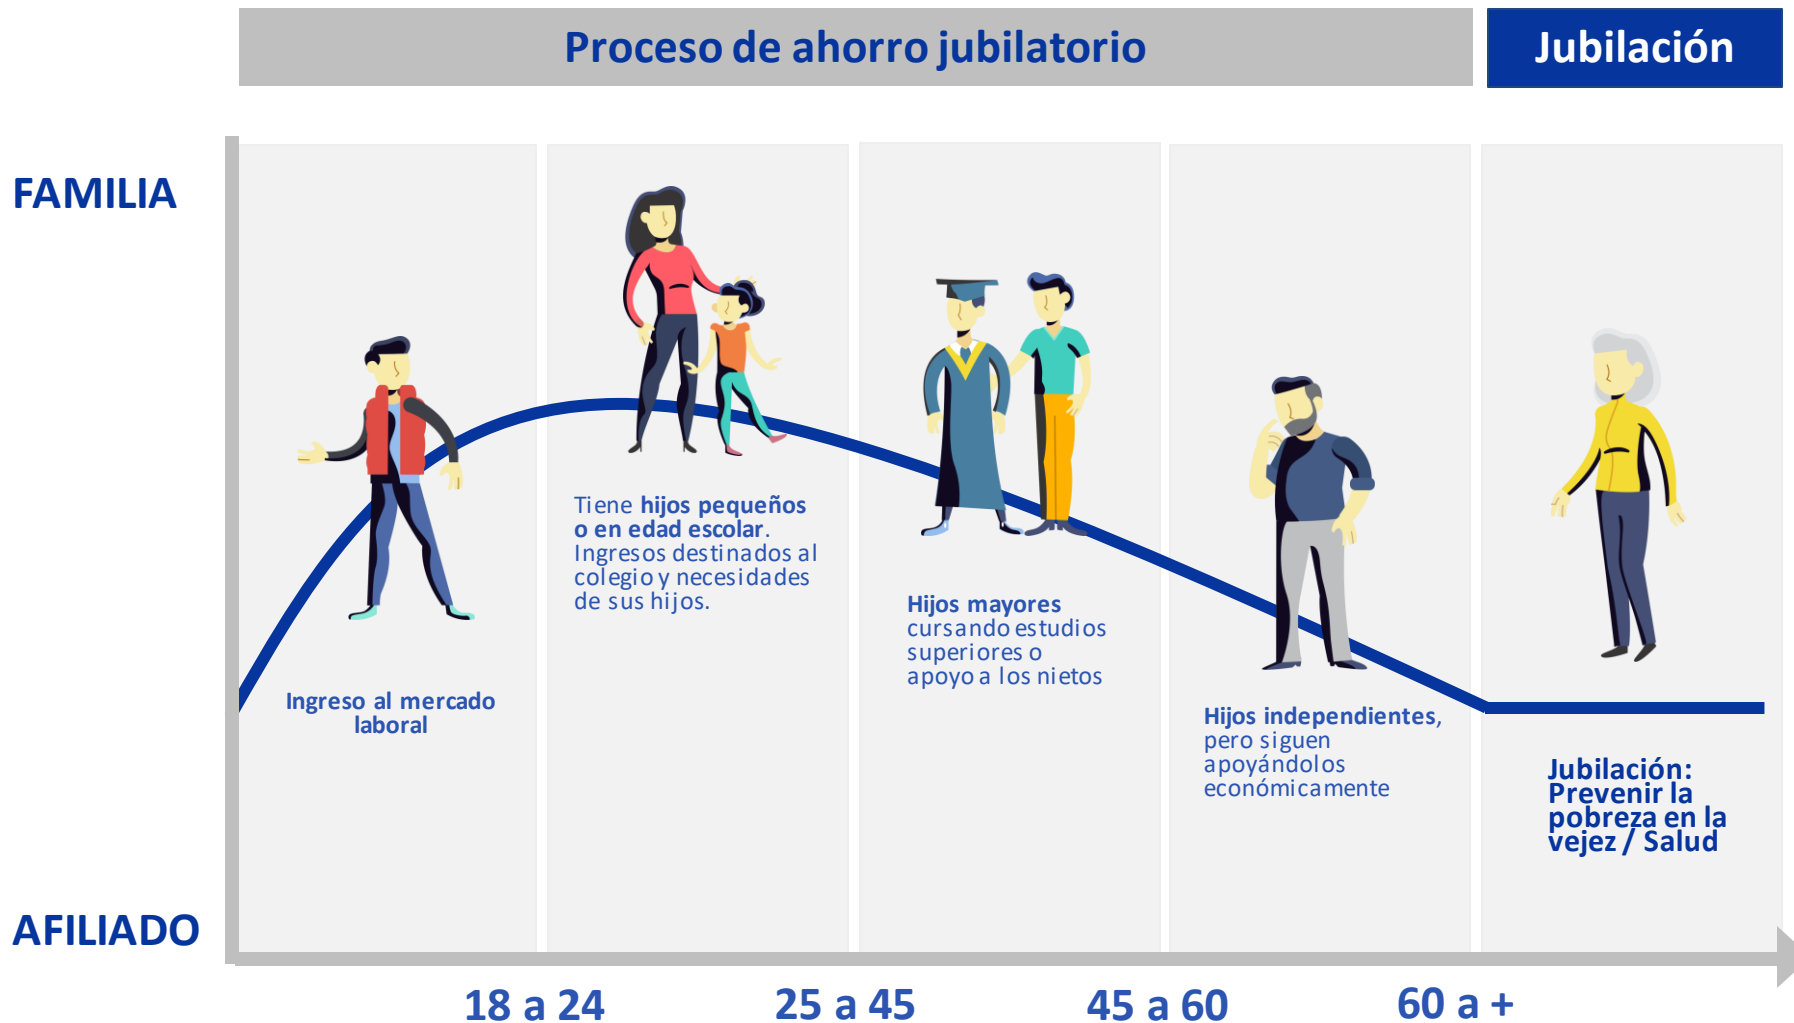 Proceso de ahorro jubilatorio
Jubilación
FAMILIA
Ingreso al mercado
laboral
Tiene hijos pequeños
o en edad escolar.
Ingresos destinados al
colegio y necesidades
de sus hijos.
Hijos mayores
cursando estudios
superiores o
apoyo a los nietos
Hijos independientes,
pero siguen
apoyándolos
económicamente
Jubilación:
Prevenir la
pobreza en la
vejez / Salud
AFILIADO
18 a 24
25 a 45
45 a 60
60 a +